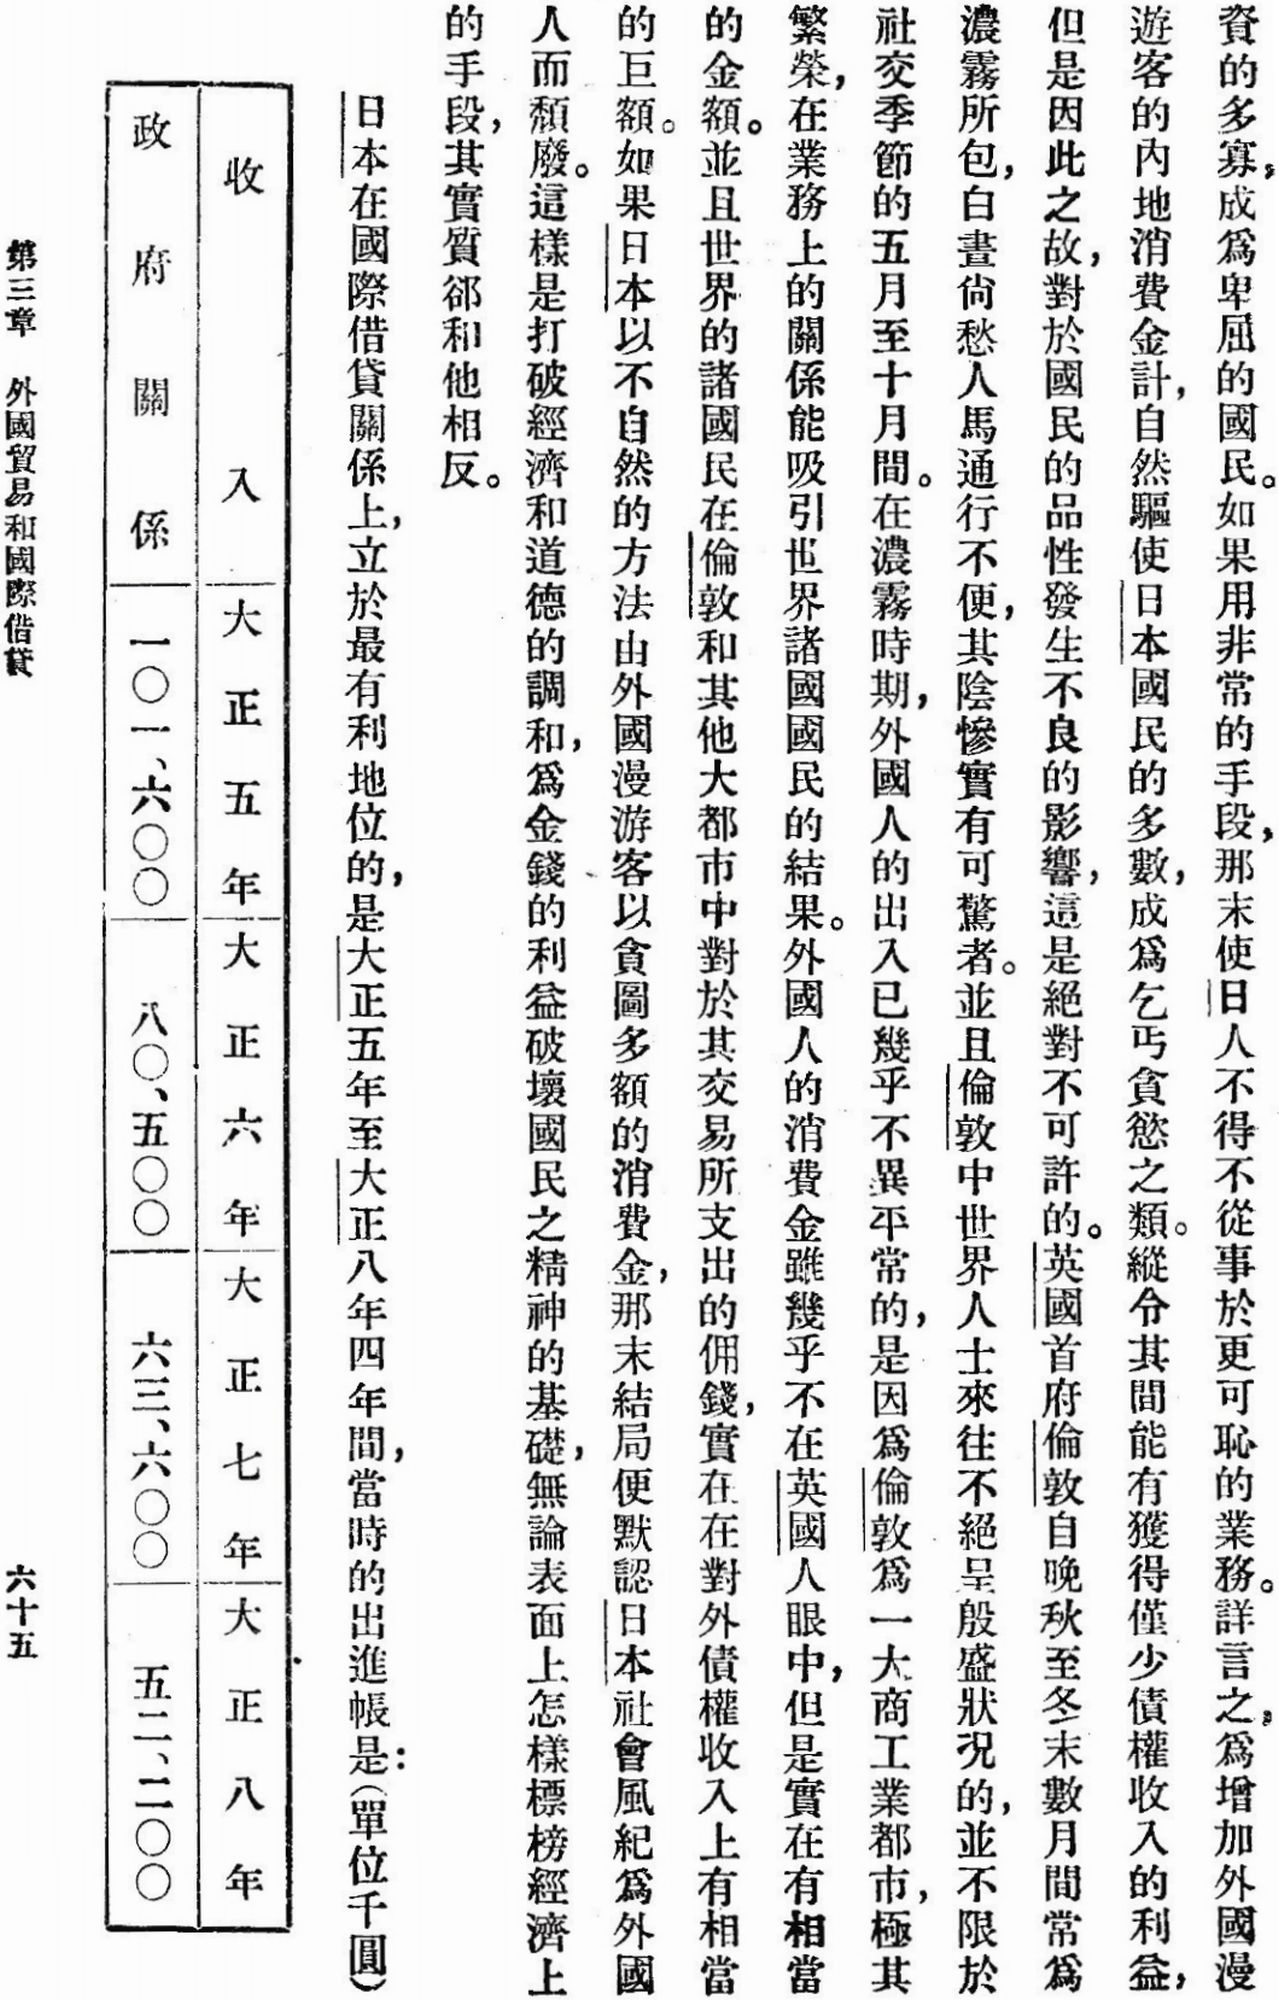 資的多寡，成爲卑屈的國民。如果用非常的手段，那末使日人不得不從事於更可恥的業務。詳言之，爲增加外國漫
遊客的內地消費金計，自然驅使日本國民的多數，成爲乞丐貪慾之類。縱令其間能有獲得僅少債權收入的利益，
但是因此之故，對於國民的品性發生不良的影響，這是絕對不可許的。英國首府倫敦自晚秋至冬末數月間常爲
濃霧所包，白晝尙愁人馬通行不便，其陰慘實有可驚者。並且倫敦中世界人士來往不絕呈殷盛狀況的，並不限於
社交季節的五月至十月間。在濃霧時期，外國人的出入已幾乎不異平常的，是因爲倫敦爲一大商工業都市，極其
繁榮，在業務上的關係能吸引世界諸國國民的結果。外國人的消費金雖幾乎不在英國人眼中，但是實在有相當
的金額。並且世界的諸國民在倫敦和其他大都市中對於其交易所支出的佣錢，實在在對外債權收入上有相當
的巨額。如果日本以不自然的方法由外國漫游客以貪圖多額的消費金，那末結局便默認日本社會風紀爲外國
人而頹廢。這樣是打破經濟和道德的調和，爲金錢的利益破壞國民之精神的基礎，無論表面上怎樣標榜經濟上
的手段，其實質郤和他相反。
日本在國際借貸關係上，立於最有利地位的，是大正五年至大正八年四年間，當時的出進帳是：（單位千圓）
收入 大正五年 大正六年 大正七年 大正八年
政府關係 一〇一、六〇〇 八〇、五〇〇 六三、六〇〇 五二、二〇〇
第三章 外國貿易和國際借貸
六十五